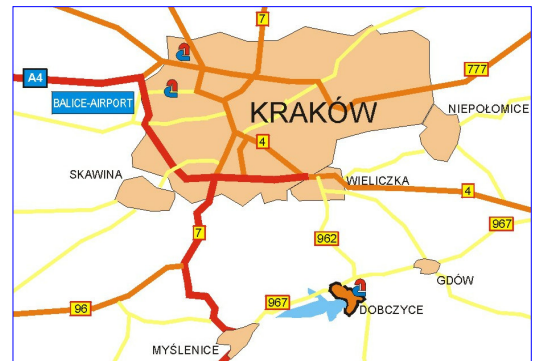 7
A4
777
BALICE-AIRPORT
KRAKÓW
NIEPOŁOMICE
4
SKAWINA
WIELICZKA
4
7
962
967
GDÓW
96
967
DOBCZYCE
MYŚLENICE